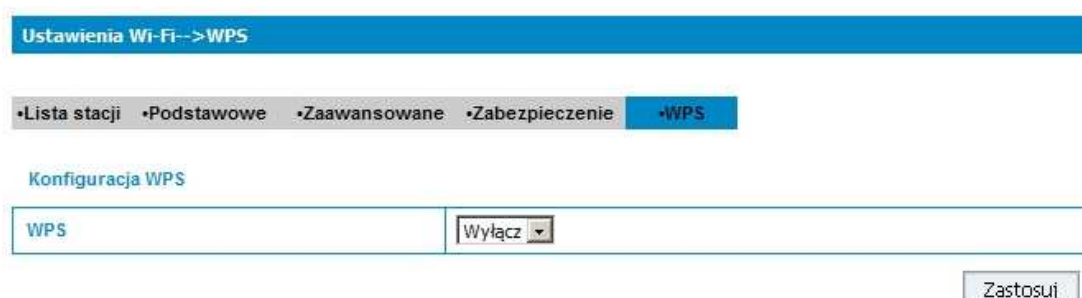 Ustawienia Wi-Fi-->WPS
•Lista stacji •Podstawowe •Zaawansowane •Zabezpieczenie •WPS
Konfiguracja WPS
WPS Wyłącz
Zastosuj